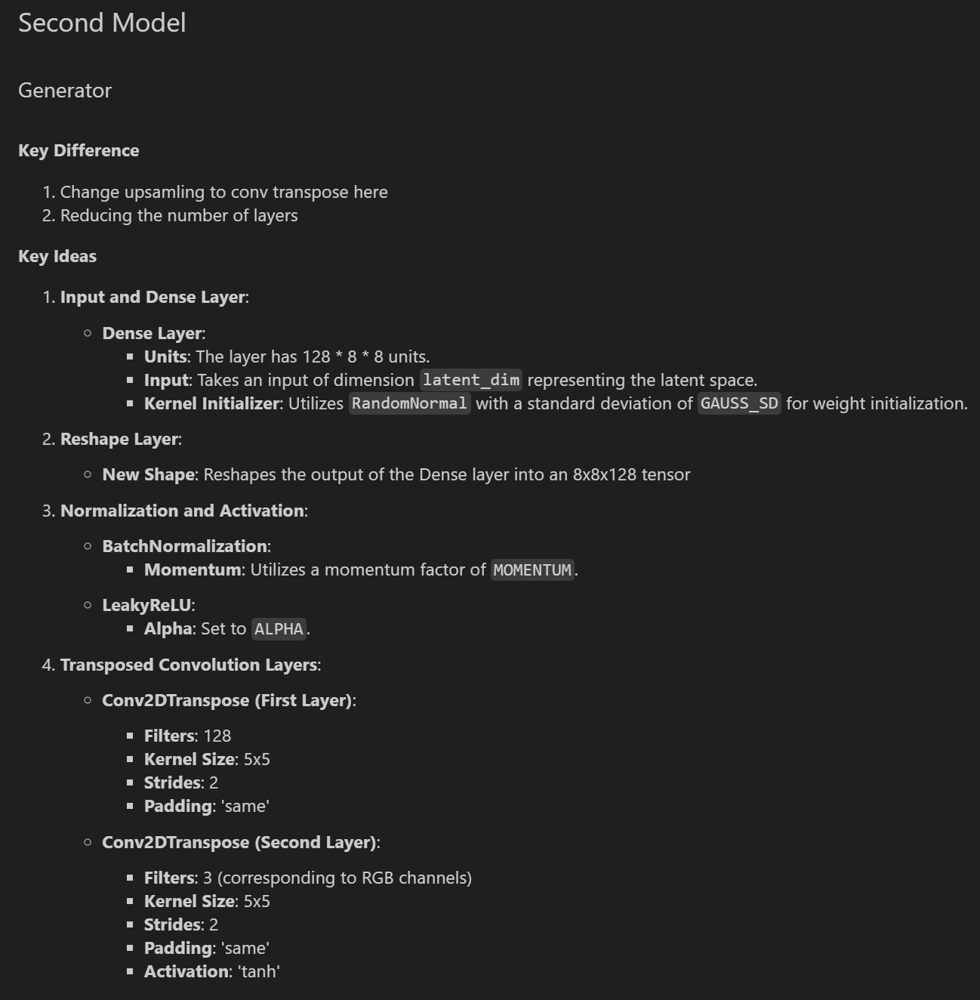 Second Model
Generator
Key Difference
1. Change upsamling to conv transpose here
2. Reducing the number of layers
Key Ideas
1. Input and Dense Layer:
Dense Layer:
Units: The layer has 128 * 8 * 8 units.
Input: Takes an input of dimension latent_dim representing the latent space.
Kernel Initializer: Utilizes RandomNormal with a standard deviation of GAUSS_SD for weight initialization.
2. Reshape Layer:
New Shape: Reshapes the output of the Dense layer into an 8x8x128 tensor
3. Normalization and Activation:
BatchNormalization:
Momentum: Utilizes a momentum factor of MOMENTUM.
LeakyReLU:
Alpha: Set to ALPHA.
4. Transposed Convolution Layers:
Conv2DTranspose (First Layer):
Filters: 128
Kernel Size: 5x5
Strides: 2
Padding: 'same'
Conv2DTranspose (Second Layer):
Filters: 3 (corresponding to RGB channels)
Kernel Size: 5x5
Strides: 2
Padding: 'same'
Activation: 'tanh'